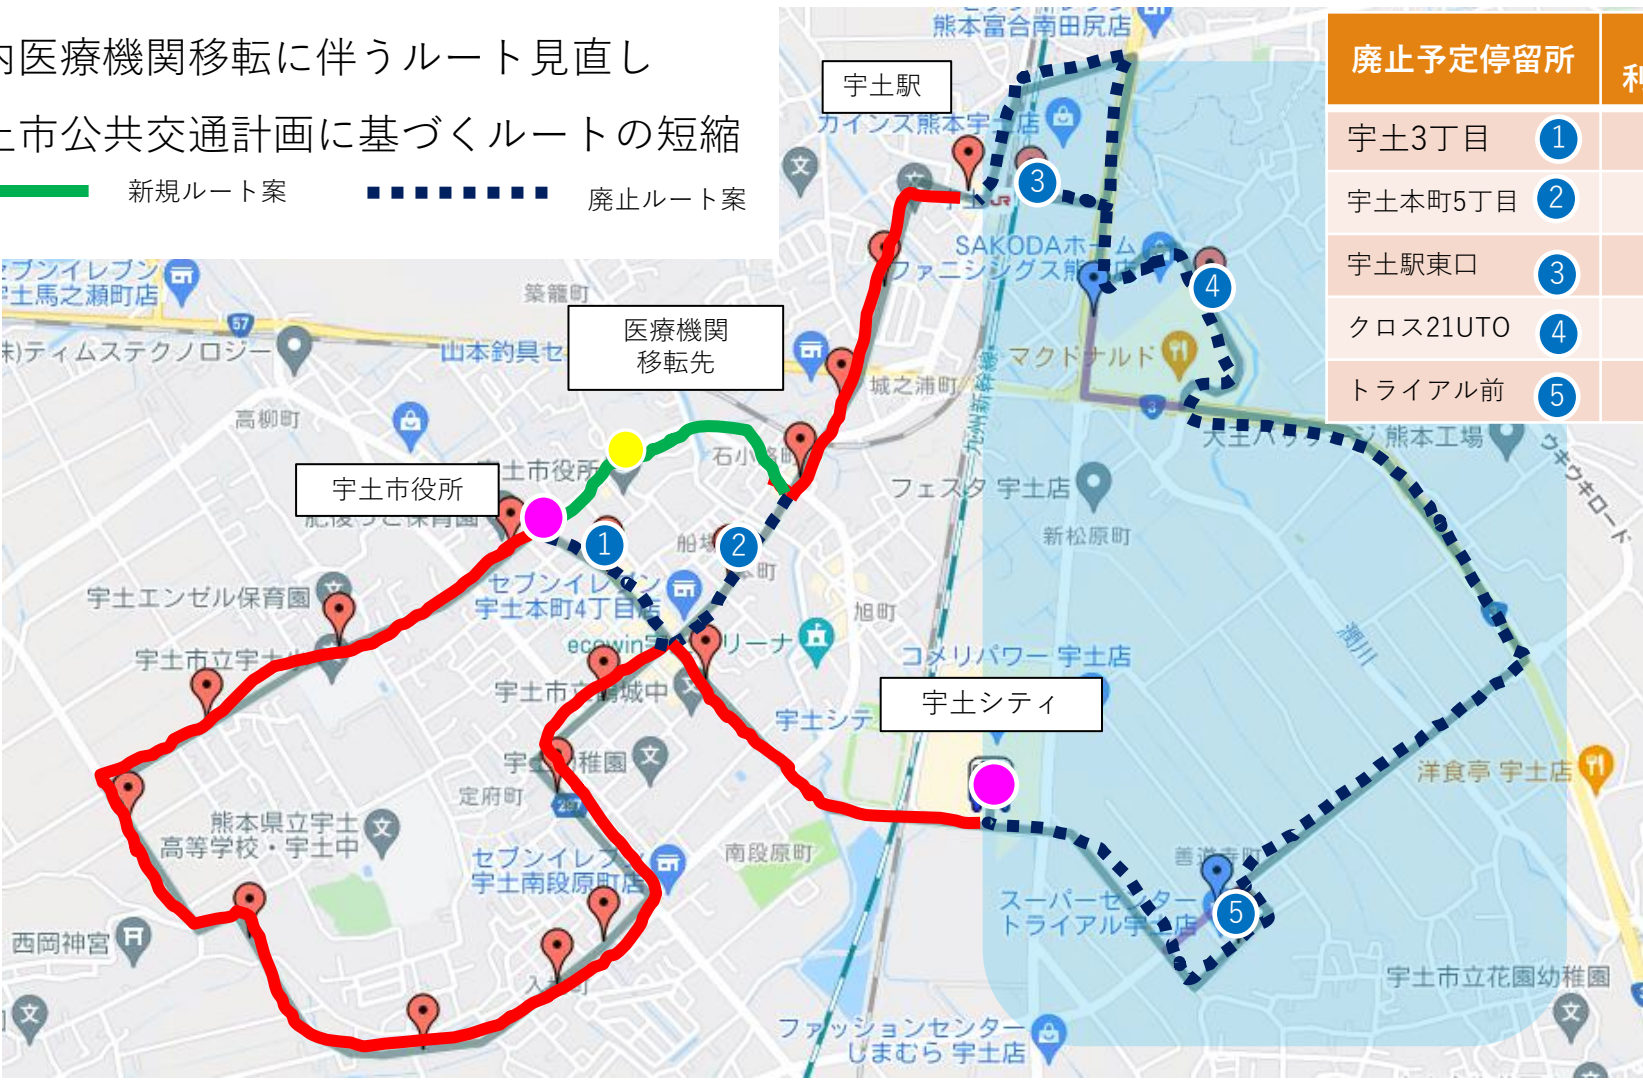 内医療機関移転に伴うルート見直し
土市公共交通計画に基づくルートの短縮
新規ルート案
廃止ルート案
廃止予定停留所
利
宇土3丁目 1
宇土本町5丁目 2
宇土駅東口 3
クロス21UTO 4
トライアル前 5
熊本富合南田尻店
宇土駅
カインズ熊本宇土店
3
SAKODAホーム
ファニシングス熊
4
セブンイレブン
宇土馬之瀬町店
57
築籠町
医療機関
移転先
株)ティムステクノロジー
山本釣具セ
マクドナルド
城之浦町
九州新幹線
3
高柳町
石小路町
熊本工場
ウキウキロード
宇土市役所
宇土市役所
フェスタ 宇土店
新松原町
1
2
船場
本町
セブンイレブン
宇土本町4丁目店
宇土エンゼル保育園
旭町
潤川
宇土市立宇土小
コメリパワー 宇土店
宇土シティ
宇土シテ
宇土市立鶴城中
定府町
297
洋食亭 宇土店
熊本県立宇土
高等学校・宇土中
セブンイレブン
宇土南段原町店
南段原町
善道寺町
スーパーセンター
トライアル宇土店
5
西岡神宮
宇土市立花園幼稚園
ファッションセンター
しまむら 宇土店